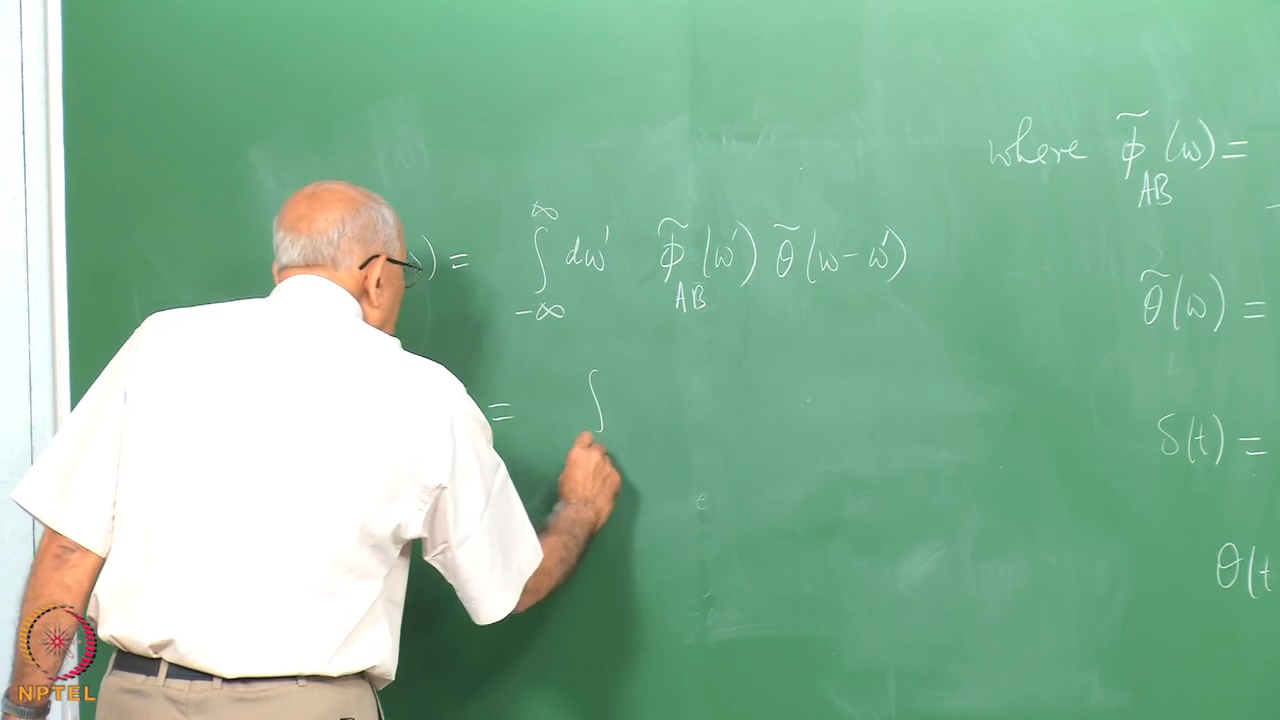 ) = ∫_{-∞}^{∞} dω' φ̃_{AB}(ω') θ̃(ω-ω')
= ∫
where φ̃_{AB}(ω) =
θ̃(ω) =
δ(t) =
θ(t
NPTEL